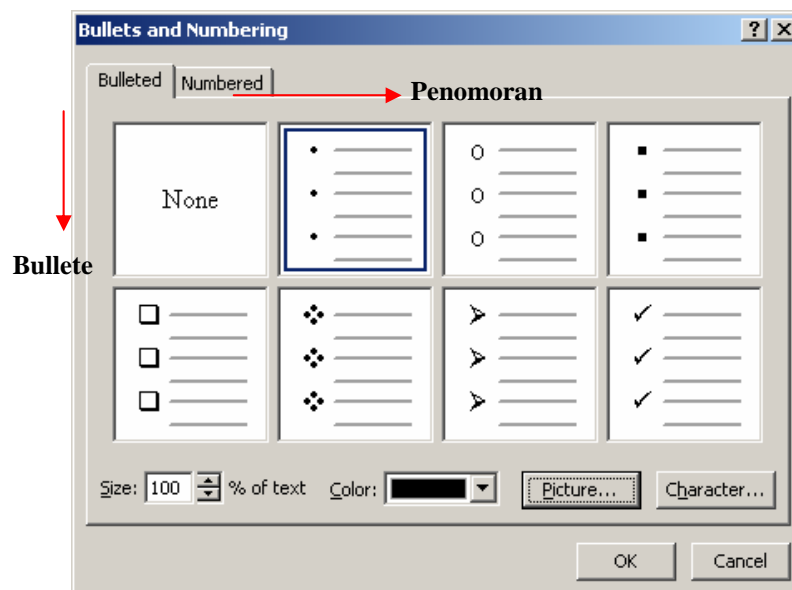 Bullets and Numbering
Bulleted Numbered
Penomoran
None
Bullete
Size: 100 % of text Color: Picture... Character...
OK Cancel